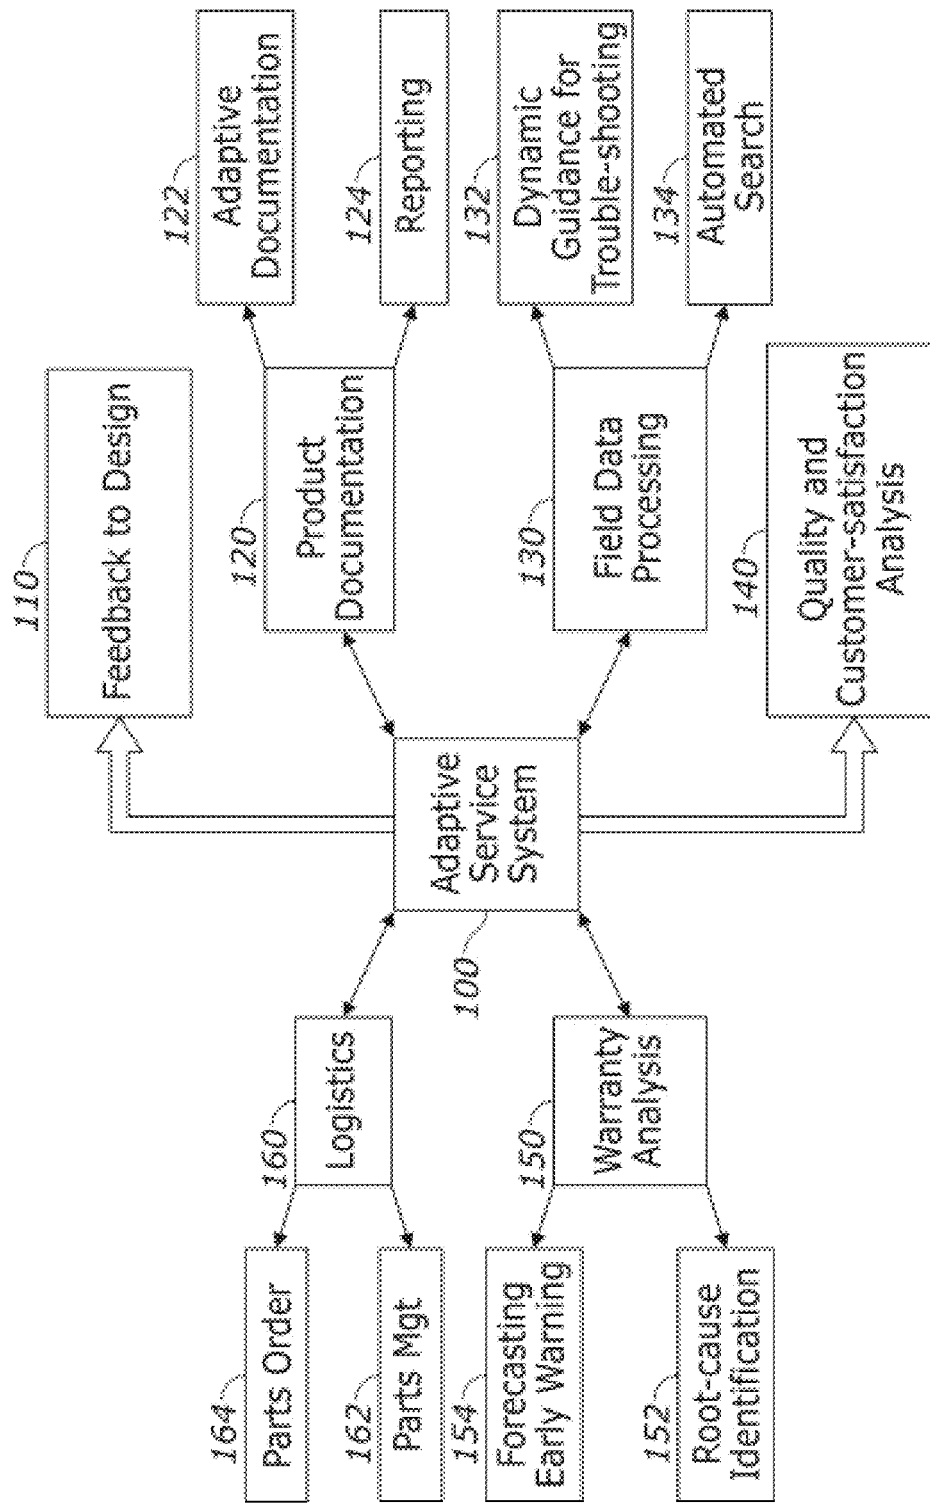 110
Feedback to Design
164
Parts Order
160
Logistics
162
Parts Mgt
100
Adaptive
Service
System
120
Product
Documentation
122
Adaptive
Documentation
124
Reporting
154
Forecasting
Early Warning
150
Warranty
Analysis
152
Root-cause
Identification
130
Field Data
Processing
132
Dynamic
Guidance for
Trouble-shooting
134
Automated
Search
140
Quality and
Customer-satisfaction
Analysis